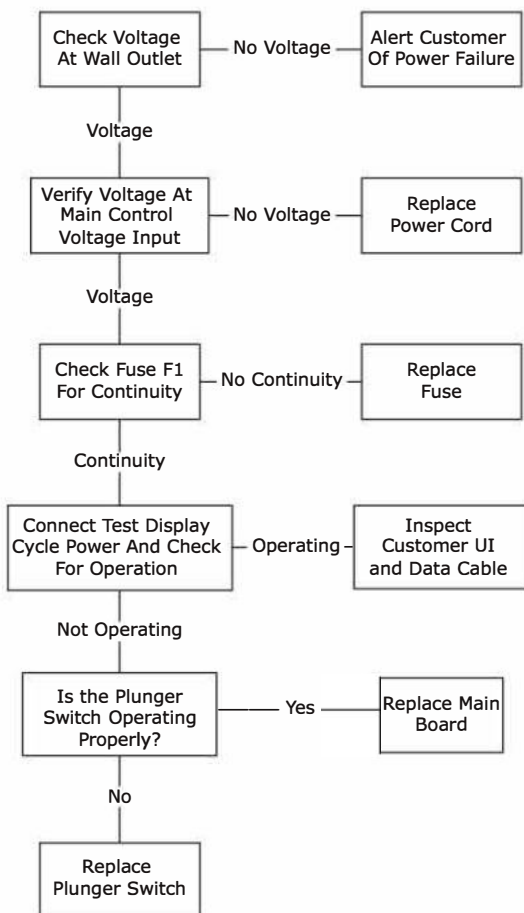 Check Voltage
At Wall Outlet
No Voltage
Alert Customer
Of Power Failure
Voltage
Verify Voltage At
Main Control
Voltage Input
No Voltage
Replace
Power Cord
Voltage
Check Fuse F1
For Continuity
No Continuity
Replace
Fuse
Continuity
Connect Test Display
Cycle Power And Check
For Operation
Operating
Inspect
Customer UI
and Data Cable
Not Operating
Is the Plunger
Switch Operating
Properly?
Yes
Replace Main
Board
No
Replace
Plunger Switch